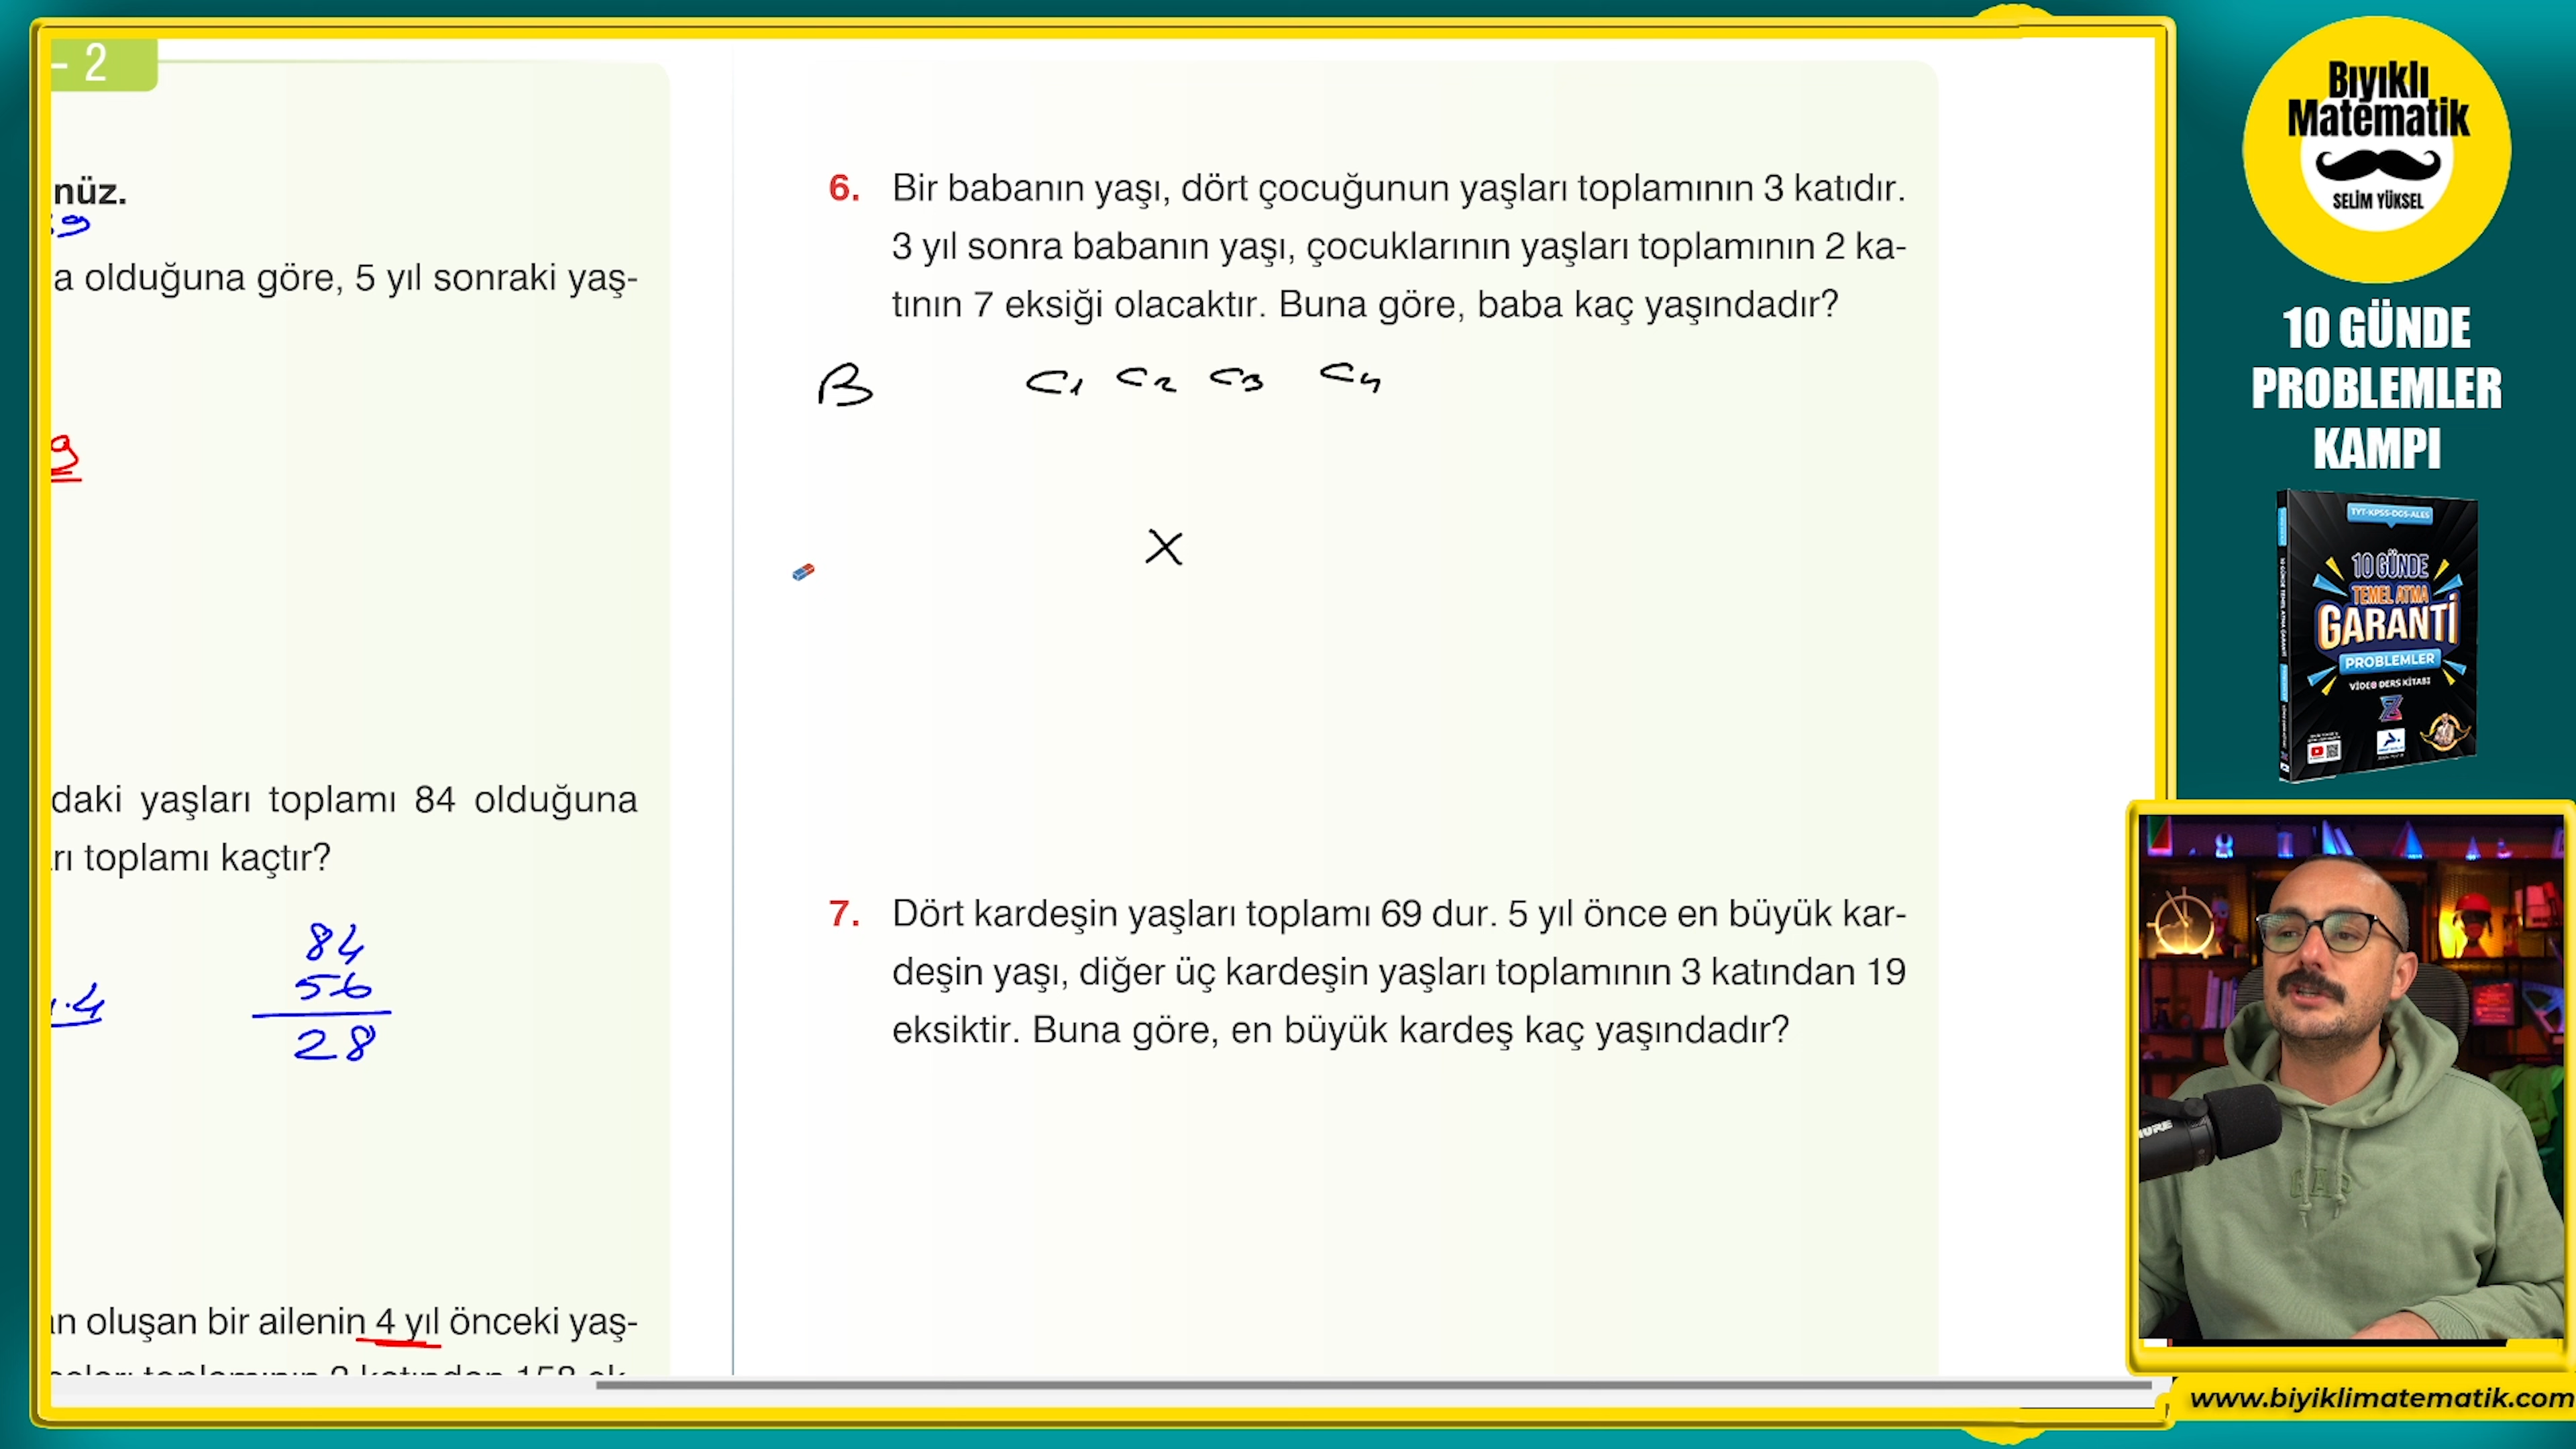 - 2
nüz.
a olduğuna göre, 5 yıl sonraki yaş-
9
daki yaşları toplamı 84 olduğuna
rı toplamı kaçtır?
84
56
28
.4
n oluşan bir ailenin 4 yıl önceki yaş-
6. Bir babanın yaşı, dört çocuğunun yaşları toplamının 3 katıdır.
3 yıl sonra babanın yaşı, çocuklarının yaşları toplamının 2 ka-
tının 7 eksiği olacaktır. Buna göre, baba kaç yaşındadır?
B C1 C2 C3 C4
X
7. Dört kardeşin yaşları toplamı 69 dur. 5 yıl önce en büyük kar-
deşin yaşı, diğer üç kardeşin yaşları toplamının 3 katından 19
eksiktir. Buna göre, en büyük kardeş kaç yaşındadır?
Bıyıklı
Matematik
SELİM YÜKSEL
10 GÜNDE
PROBLEMLER
KAMPI
TYT-KPSS-DGS-ALES
10 GÜNDE
TEMEL ATMA
GARANTİ
PROBLEMLER
VİDEO DERS KİTABI
GAP
www.biyiklimatematik.com